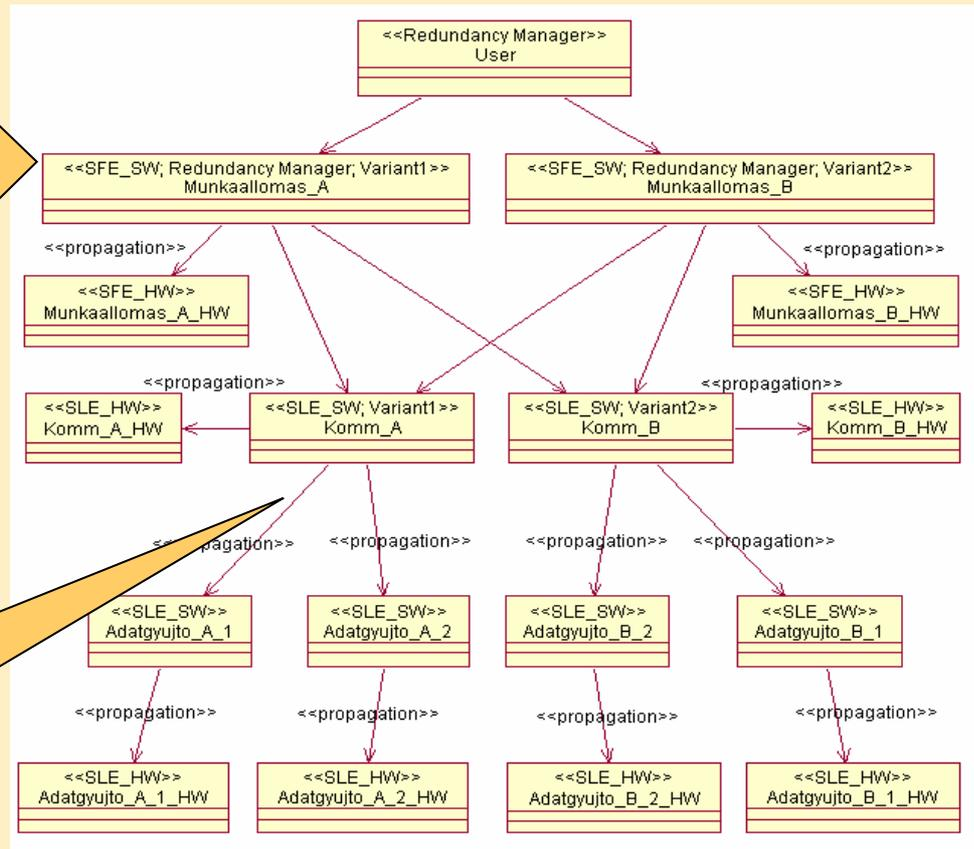 <<Redundancy Manager>>
User
<<SFE_SW; Redundancy Manager; Variant1>>
Munkaallomas_A
<<SFE_SW; Redundancy Manager; Variant2>>
Munkaallomas_B
<<propagation>>
<<propagation>>
<<SFE_HW>>
Munkaallomas_A_HW
<<SFE_HW>>
Munkaallomas_B_HW
<<propagation>>
<<propagation>>
<<SLE_HW>>
Komm_A_HW
<<SLE_SW; Variant1>>
Komm_A
<<SLE_SW; Variant2>>
Komm_B
<<SLE_HW>>
Komm_B_HW
<<propagation>>
<<propagation>>
<<propagation>>
<<propagation>>
<<SLE_SW>>
Adatgyujto_A_1
<<SLE_SW>>
Adatgyujto_A_2
<<SLE_SW>>
Adatgyujto_B_2
<<SLE_SW>>
Adatgyujto_B_1
<<propagation>>
<<propagation>>
<<propagation>>
<<propagation>>
<<SLE_HW>>
Adatgyujto_A_1_HW
<<SLE_HW>>
Adatgyujto_A_2_HW
<<SLE_HW>>
Adatgyujto_B_2_HW
<<SLE_HW>>
Adatgyujto_B_1_HW